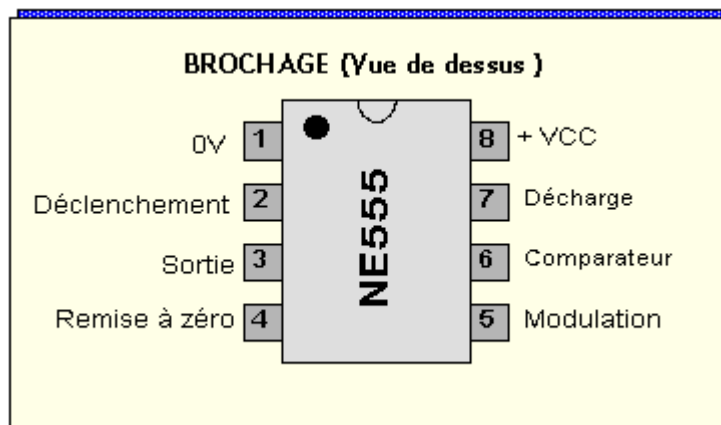 BROCHAGE (Vue de dessus )
0V 1 8 + VCC
Déclenchement 2 7 Décharge
Sortie 3 6 Comparateur
Remise à zéro 4 5 Modulation
NE555